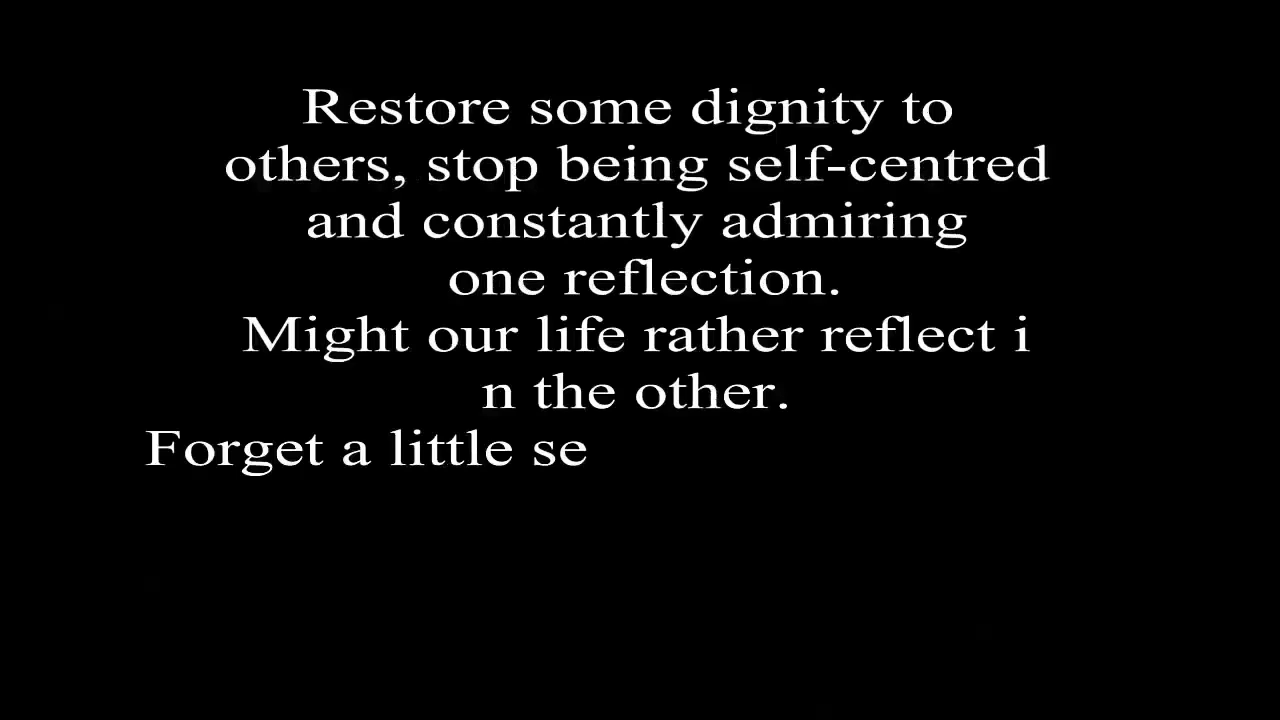 Restore some dignity to
others, stop being self-centred
and constantly admiring
one reflection.
Might our life rather reflect i
n the other.
Forget a little se